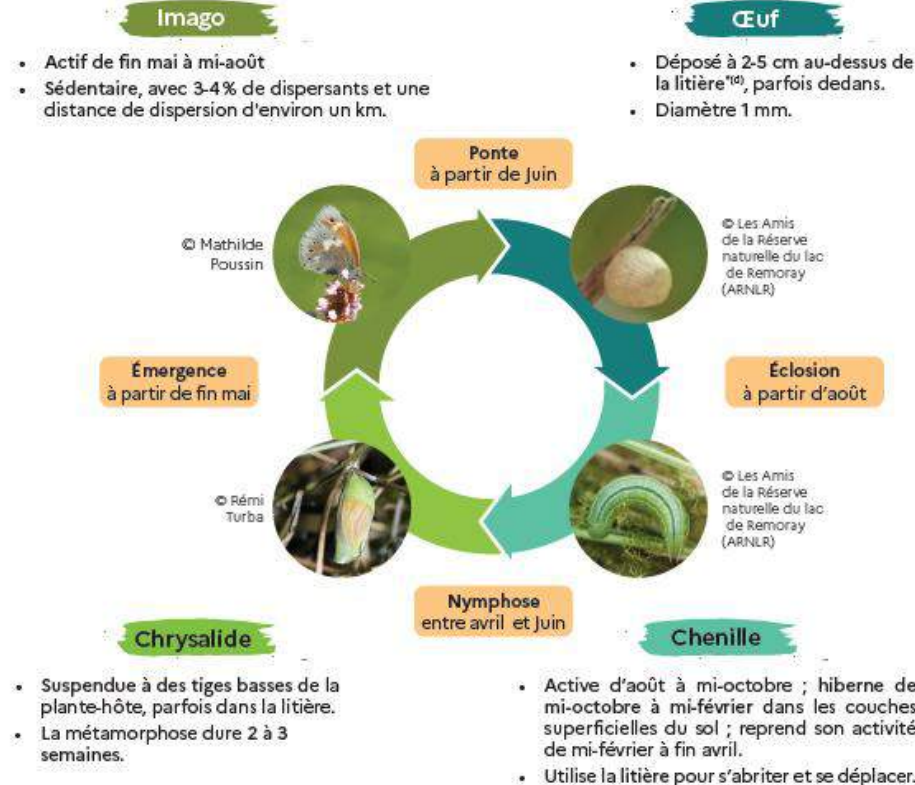 Imago
Œuf
• Actif de fin mai à mi-août
• Sédentaire, avec 3-4% de dispersants et une
distance de dispersion d'environ un km.
• Déposé à 2-5 cm au-dessus de
la litière*(d), parfois dedans.
• Diamètre 1 mm.
Ponte
à partir de Juin
© Mathilde
Poussin
© Les Amis
de la Réserve
naturelle du lac
de Remoray
(ARNLR)
Émergence
à partir de fin mai
Éclosion
à partir d'août
© Rémi
Turba
© Les Amis
de la Réserve
naturelle du lac
de Remoray
(ARNLR)
Nymphose
entre avril et Juin
Chrysalide
Chenille
• Suspendue à des tiges basses de la
plante-hôte, parfois dans la litière.
• La métamorphose dure 2 à 3
semaines.
• Active d'août à mi-octobre ; hiberne de
mi-octobre à mi-février dans les couches
superficielles du sol ; reprend son activité
de mi-février à fin avril.
• Utilise la litière pour s'abriter et se déplacer.